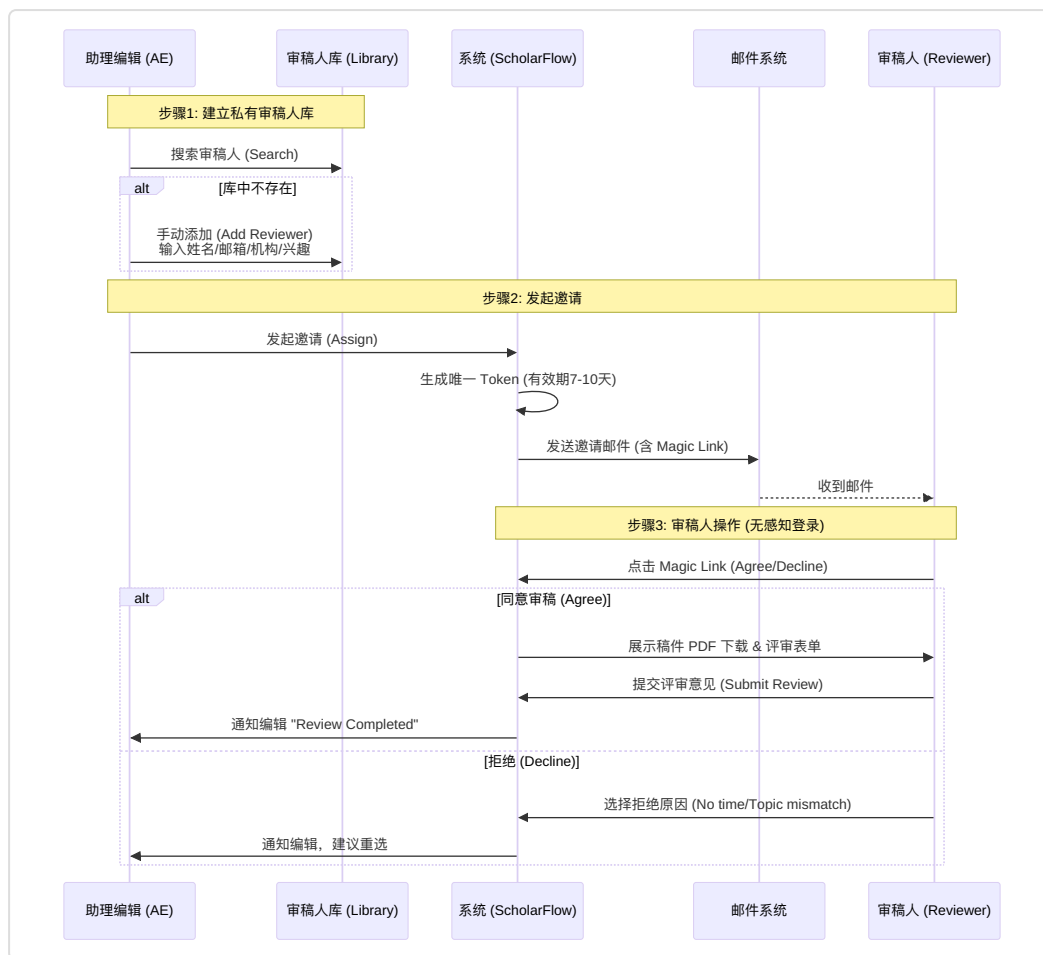 助理编辑 (AE)
审稿人库 (Library)
系统 (ScholarFlow)
邮件系统
审稿人 (Reviewer)
步骤1: 建立私有审稿人库
搜索审稿人 (Search)
alt
[库中不存在]
手动添加 (Add Reviewer)
输入姓名/邮箱/机构/兴趣
步骤2: 发起邀请
发起邀请 (Assign)
生成唯一 Token (有效期7-10天)
发送邀请邮件 (含 Magic Link)
收到邮件
步骤3: 审稿人操作 (无感知登录)
点击 Magic Link (Agree/Decline)
alt
[同意审稿 (Agree)]
展示稿件 PDF 下载 & 评审表单
提交评审意见 (Submit Review)
通知编辑 "Review Completed"
[拒绝 (Decline)]
选择拒绝原因 (No time/Topic mismatch)
通知编辑，建议重选
助理编辑 (AE)
审稿人库 (Library)
系统 (ScholarFlow)
邮件系统
审稿人 (Reviewer)